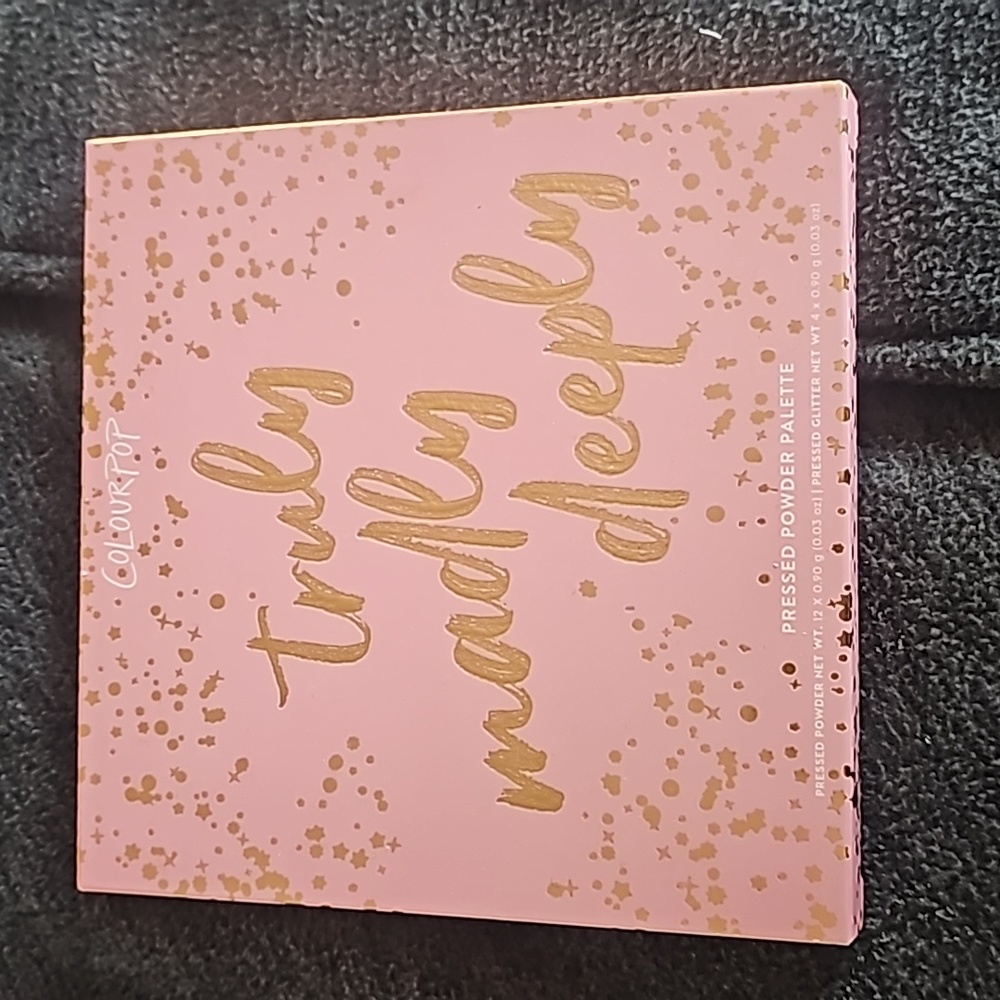 COLOURPOP
truly
madly
deeply
PRESSED POWDER PALETTE
PRESSED POWDER NET WT. 12 X 0.90 g (0.03 oz) | PRESSED GLITTER NET WT 4 x 0.90 g (0.03 oz)